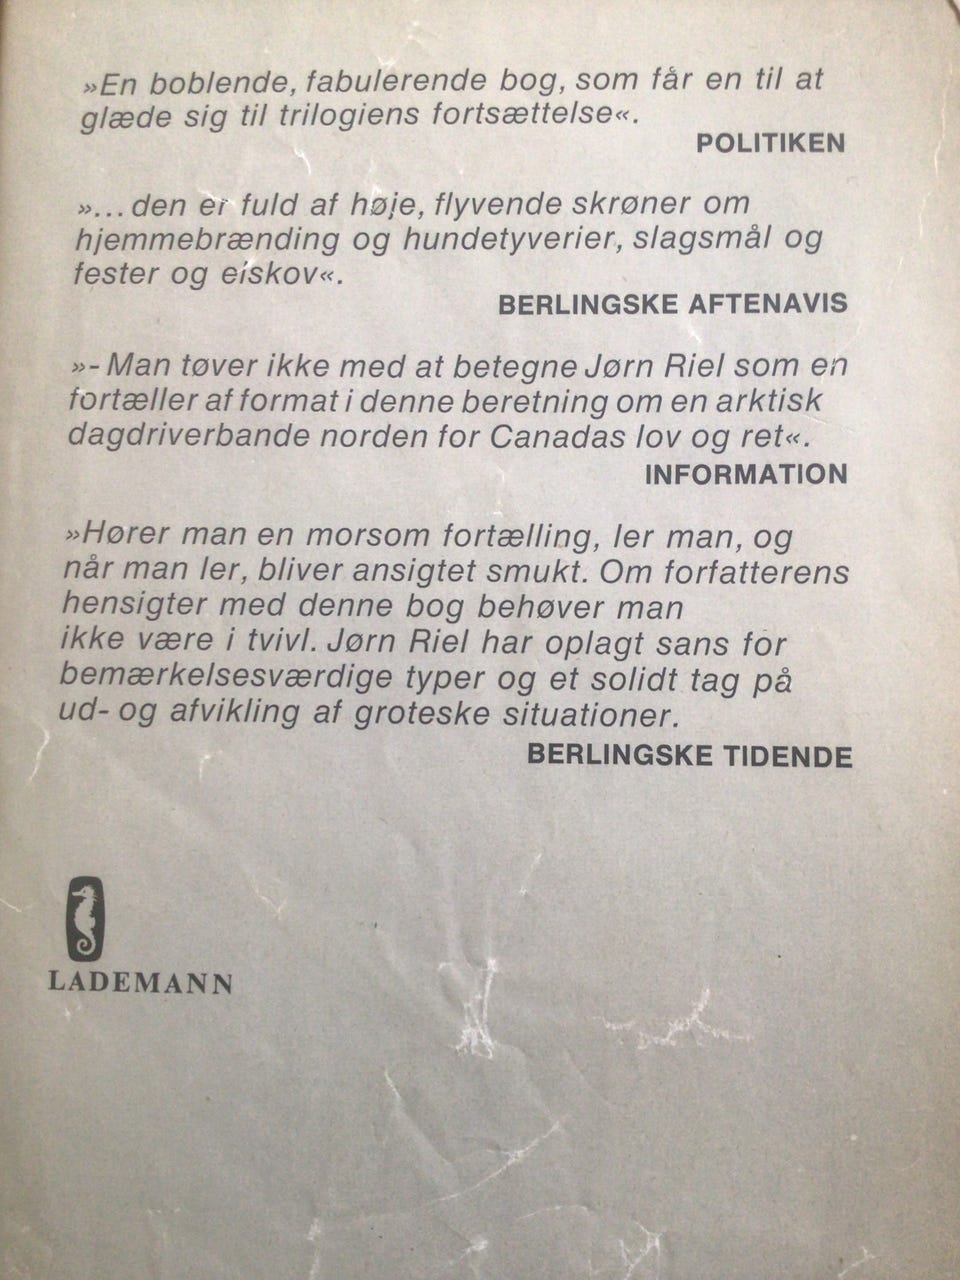 »En boblende, fabulerende bog, som får en til at
glæde sig til trilogiens fortsættelse«.
POLITIKEN
»...den er fuld af høje, flyvende skrøner om
hjemmebrænding og hundetyverier, slagsmål og
fester og elskov«.
BERLINGSKE AFTENAVIS
»-Man tøver ikke med at betegne Jørn Riel som en
fortæller af format i denne beretning om en arktisk
dagdriverbande norden for Canadas lov og ret«.
INFORMATION
»Hører man en morsom fortælling, ler man, og
når man ler, bliver ansigtet smukt. Om forfatterens
hensigter med denne bog behøver man
ikke være i tvivl. Jørn Riel har oplagt sans for
bemærkelsesværdige typer og et solidt tag på
ud- og afvikling af groteske situationer.
BERLINGSKE TIDENDE
LADEMANN